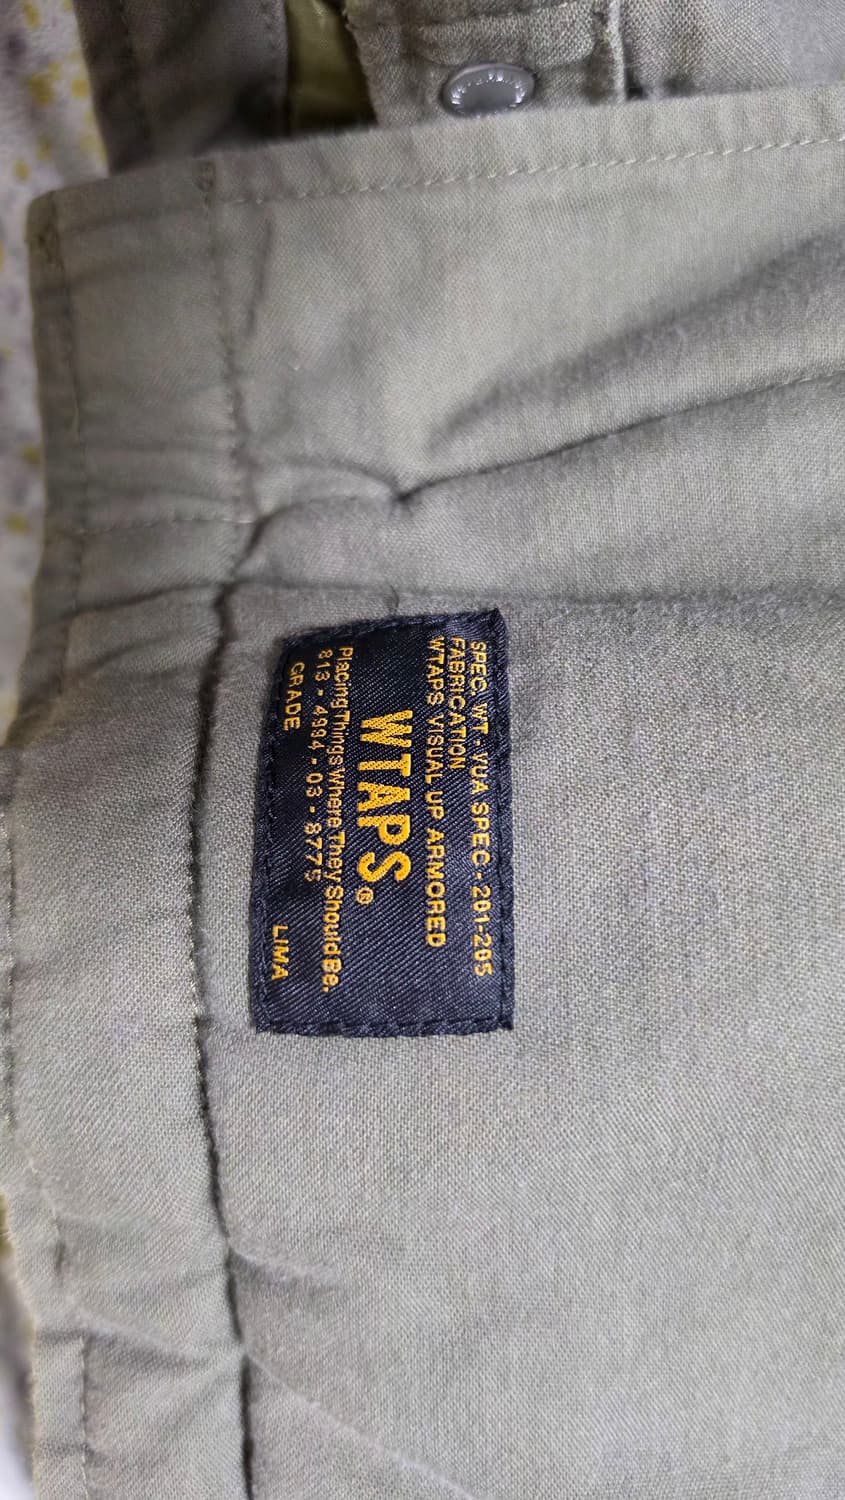 SPEC. WT - VUA SPEC - 201-205
FABRICATION
WTAPS VISUAL UP ARMORED
WTAPS®
Placing Things Where They Should Be.
813 - 4994 - 03 - 8775
GRADE LIMA